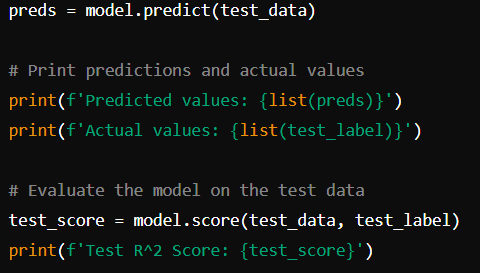 preds = model.predict(test_data)
# Print predictions and actual values
print(f'Predicted values: {list(preds)}')
print(f'Actual values: {list(test_label)}')
# Evaluate the model on the test data
test_score = model.score(test_data, test_label)
print(f'Test R^2 Score: {test_score}')